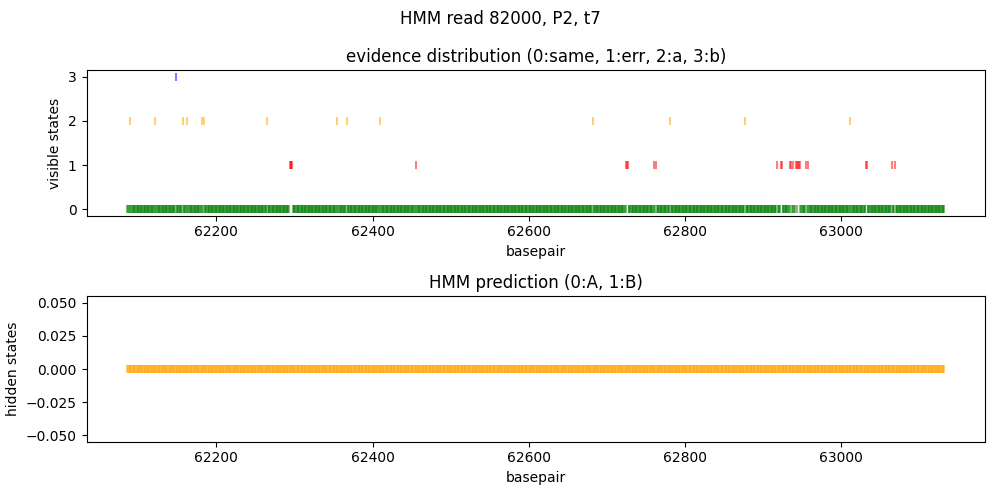 HMM read 82000, P2, t7
evidence distribution (0:same, 1:err, 2:a, 3:b)
visible states
3
2
1
0
62200 62400 62600 62800 63000
basepair
HMM prediction (0:A, 1:B)
hidden states
0.050
0.025
0.000
−0.025
−0.050
62200 62400 62600 62800 63000
basepair